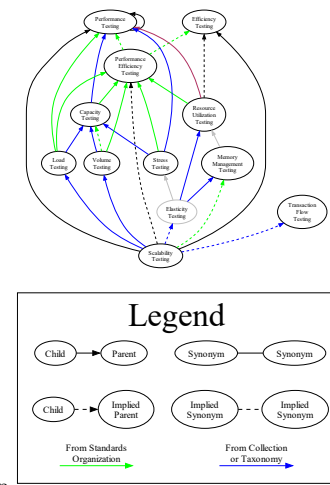 Performance
Testing
Efficiency
Testing
Performance
Efficiency
Testing
Capacity
Testing
Resource
Utilization
Testing
Load
Testing
Volume
Testing
Stress
Testing
Memory
Management
Testing
Elasticity
Testing
Transaction
Flow
Testing
Scalability
Testing
Legend
Child
Parent
Synonym
Synonym
Child
Implied
Parent
Implied
Synonym
Implied
Synonym
From Standards
Organization
From Collection
or Taxonomy